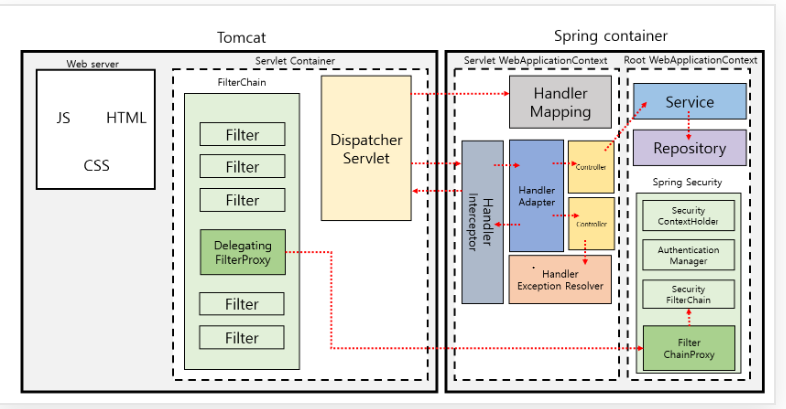 Tomcat
Spring container
Web server
Servlet Container
Servlet WebApplicationContext
Root WebApplicationContext
JS
HTML
CSS
FilterChain
Filter
Filter
Filter
Delegating
FilterProxy
Filter
Filter
Dispatcher
Servlet
Handler
Mapping
Handler
Interceptor
Handler
Adapter
Controller
Controller
Handler
Exception Resolver
Service
Repository
Spring Security
Security
ContextHolder
Authentication
Manager
Security
FilterChain
Filter
ChainProxy